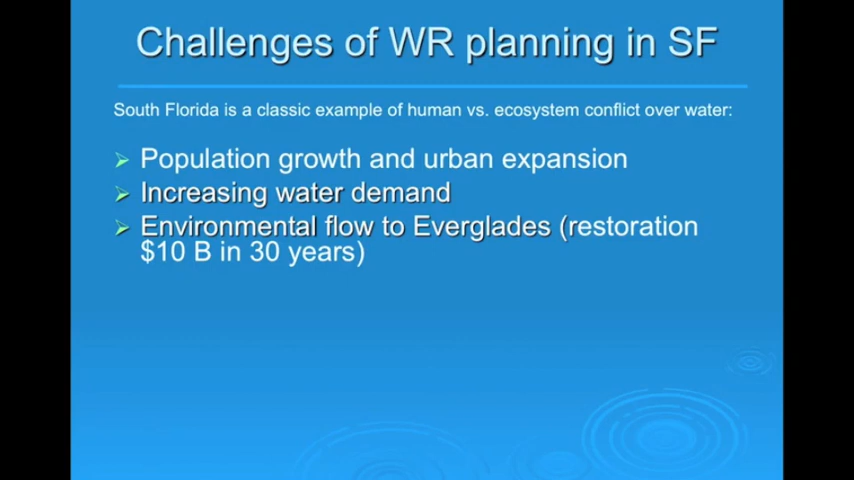 Challenges of WR planning in SF
South Florida is a classic example of human vs. ecosystem conflict over water:
Population growth and urban expansion
Increasing water demand
Environmental flow to Everglades (restoration
$10 B in 30 years)